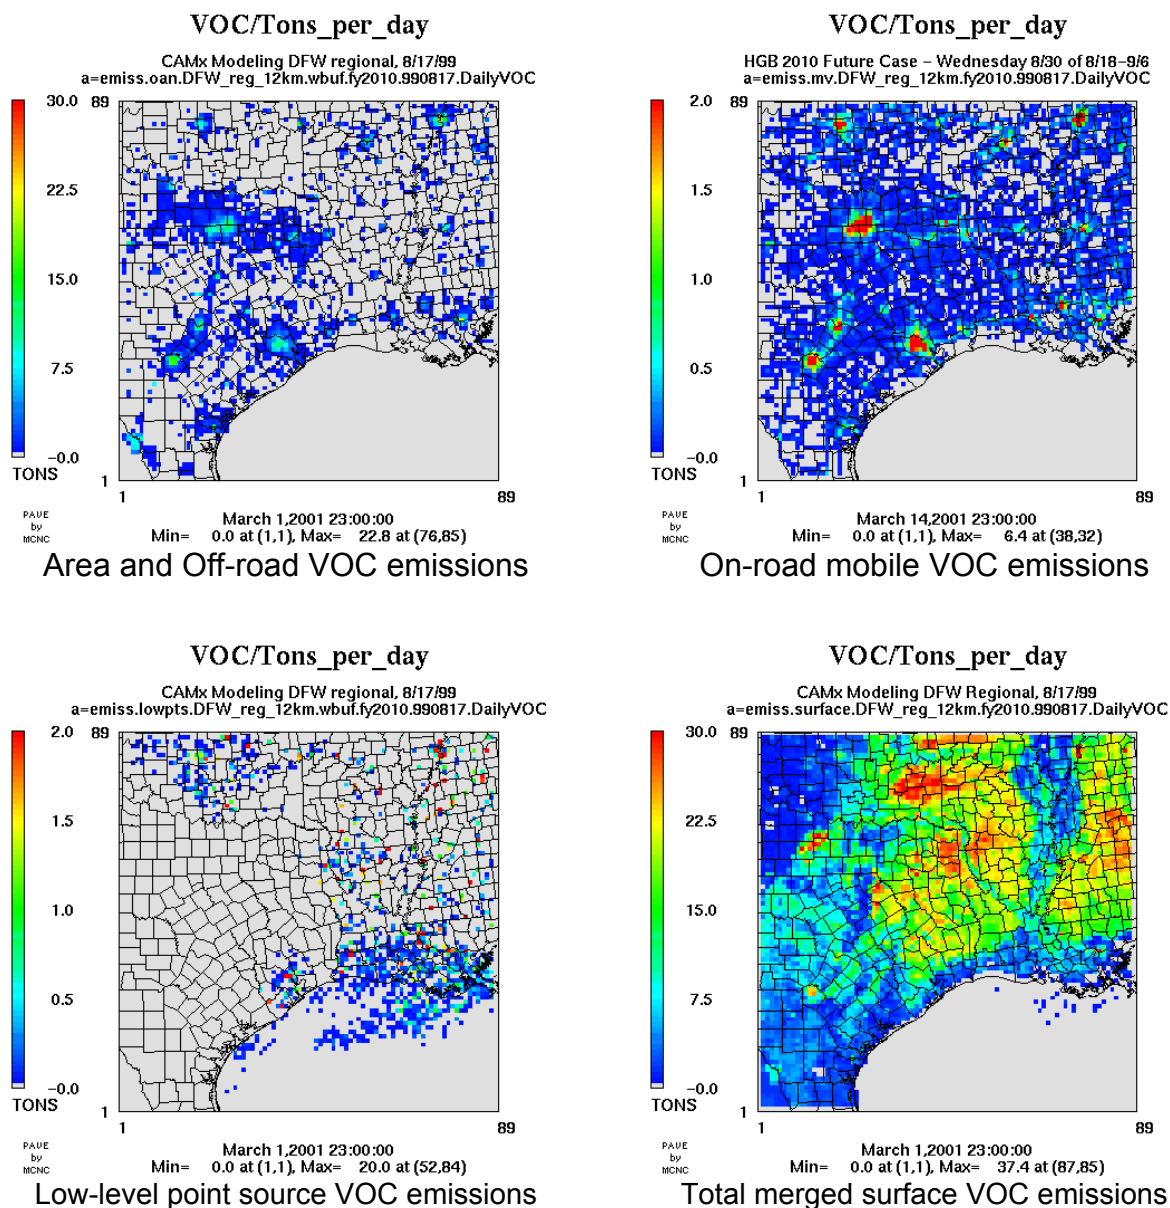 VOC/Tons_per_day
CAMx Modeling DFW regional, 8/17/99
a=emiss.oan.DFW_reg_12km.wbuf.fy2010.990817.DailyVOC
30.0
89
22.5
15.0
7.5
−0.0
TONS
1
1
89
PAVE
by
MCNC
March 1,2001 23:00:00
Min= 0.0 at (1,1), Max= 22.8 at (76,85)
Area and Off-road VOC emissions
VOC/Tons_per_day
HGB 2010 Future Case − Wednesday 8/30 of 8/18−9/6
a=emiss.mv.DFW_reg_12km.fy2010.990817.DailyVOC
2.0
89
1.5
1.0
0.5
−0.0
TONS
1
1
89
PAVE
by
MCNC
March 14,2001 23:00:00
Min= 0.0 at (1,1), Max= 6.4 at (38,32)
On-road mobile VOC emissions
VOC/Tons_per_day
CAMx Modeling DFW regional, 8/17/99
a=emiss.lowpts.DFW_reg_12km.wbuf.fy2010.990817.DailyVOC
2.0
89
1.5
1.0
0.5
−0.0
TONS
1
1
89
PAVE
by
MCNC
March 1,2001 23:00:00
Min= 0.0 at (1,1), Max= 20.0 at (52,84)
Low-level point source VOC emissions
VOC/Tons_per_day
CAMx Modeling DFW Regional, 8/17/99
a=emiss.surface.DFW_reg_12km.fy2010.990817.DailyVOC
30.0
89
22.5
15.0
7.5
−0.0
TONS
1
1
89
PAVE
by
MCNC
March 1,2001 23:00:00
Min= 0.0 at (1,1), Max= 37.4 at (87,85)
Total merged surface VOC emissions